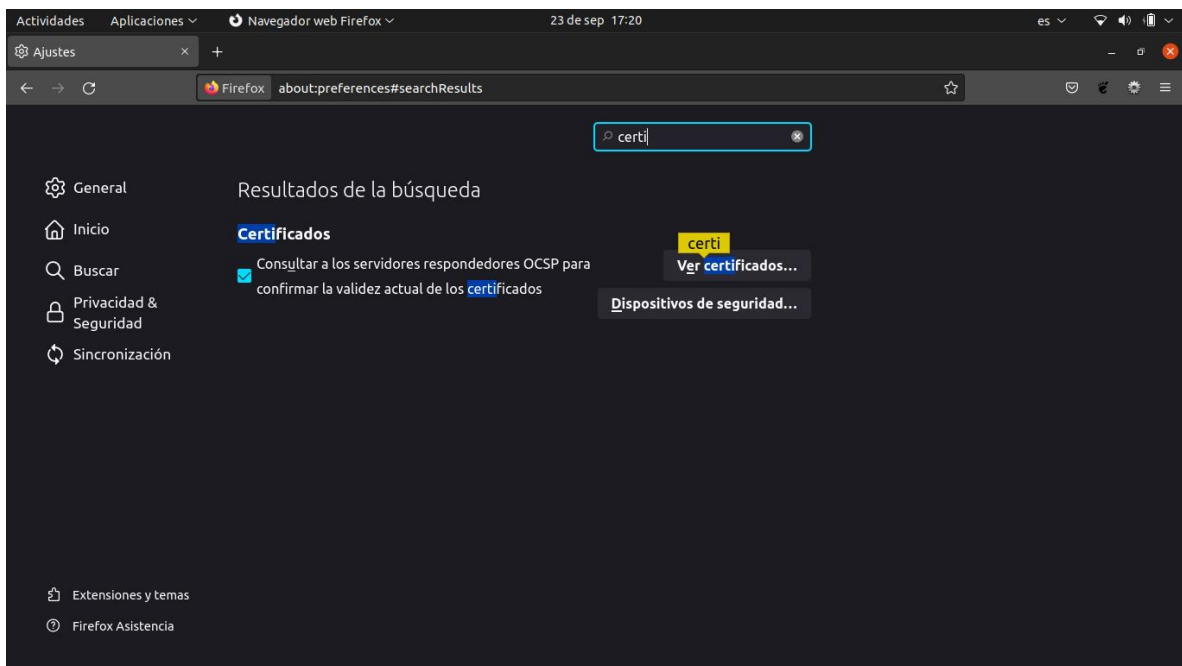 Actividades Aplicaciones Navegador web Firefox 23 de sep 17:20 es
Ajustes
Firefox about:preferences#searchResults
certi
General
Inicio
Buscar
Privacidad &
Seguridad
Sincronización
Resultados de la búsqueda
Certificados
Consultar a los servidores respondedores OCSP para
confirmar la validez actual de los certificados
certi
Ver certificados...
Dispositivos de seguridad...
Extensiones y temas
Firefox Asistencia